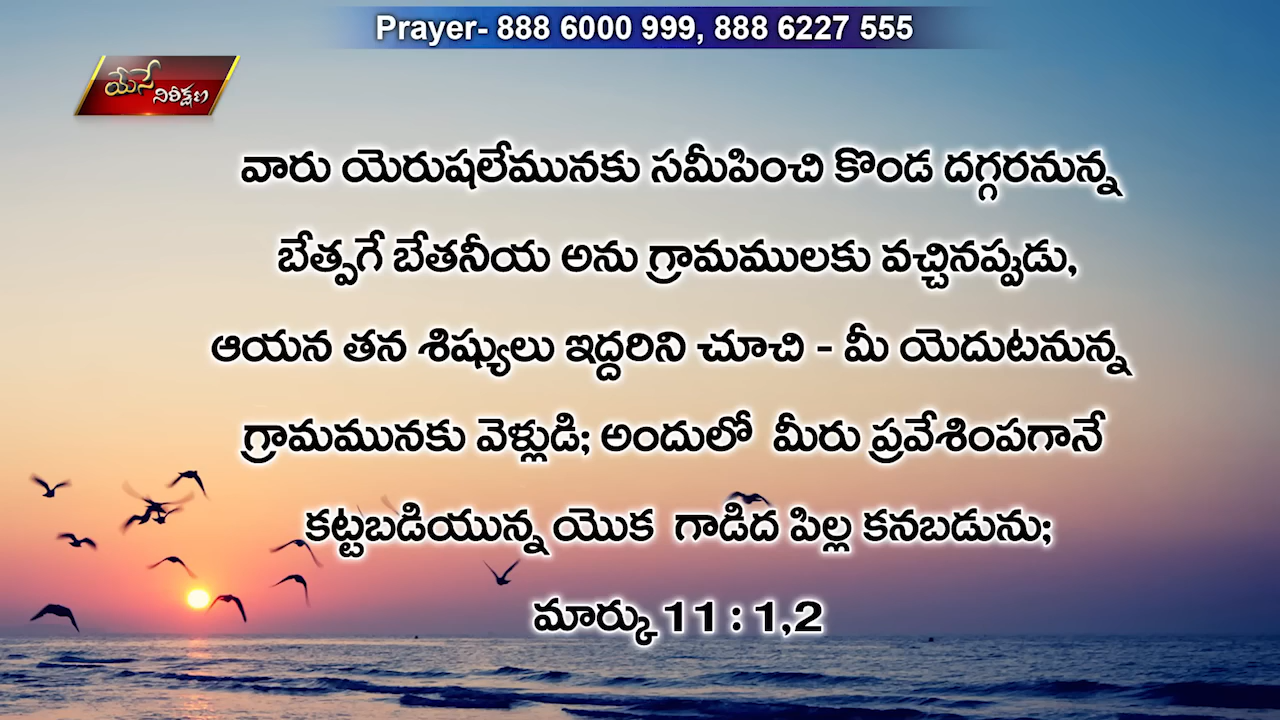 Prayer- 888 6000 999, 888 6227 555
యేసే
నిరీక్షణ
వారు యెరుషలేమునకు సమీపించి కొండ దగ్గరనున్న
బేత్పగే బేతనీయ అను గ్రామములకు వచ్చినప్పుడు,
ఆయన తన శిష్యులు ఇద్దరిని చూచి - మీ యెదుటనున్న
గ్రామమునకు వెళ్లుడి; అందులో మీరు ప్రవేశింపగానే
కట్టబడియున్న యొక గాడిద పిల్ల కనబడును;
మార్కు 11 : 1,2